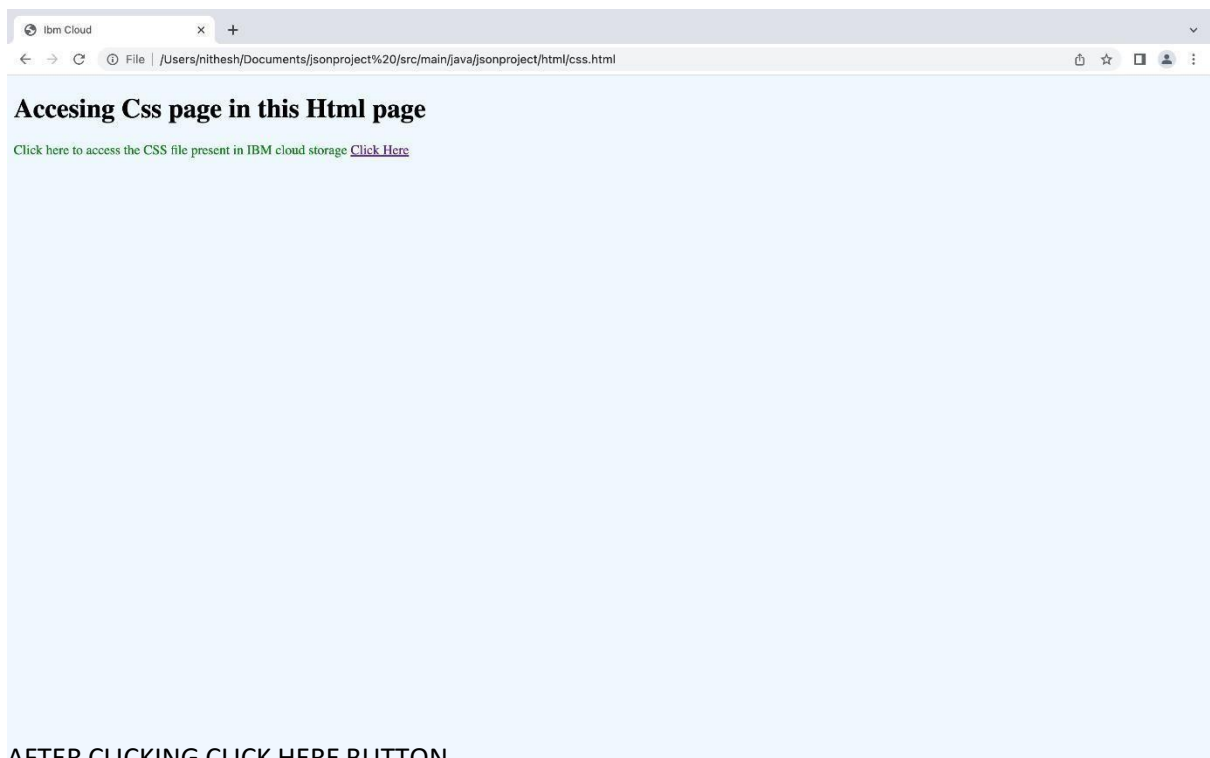 Ibm Cloud
File | /Users/nithesh/Documents/jsonproject%20/src/main/java/jsonproject/html/css.html
Accesing Css page in this Html page
Click here to access the CSS file present in IBM cloud storage Click Here
AFTER CLICKING CLICK HERE BUTTON